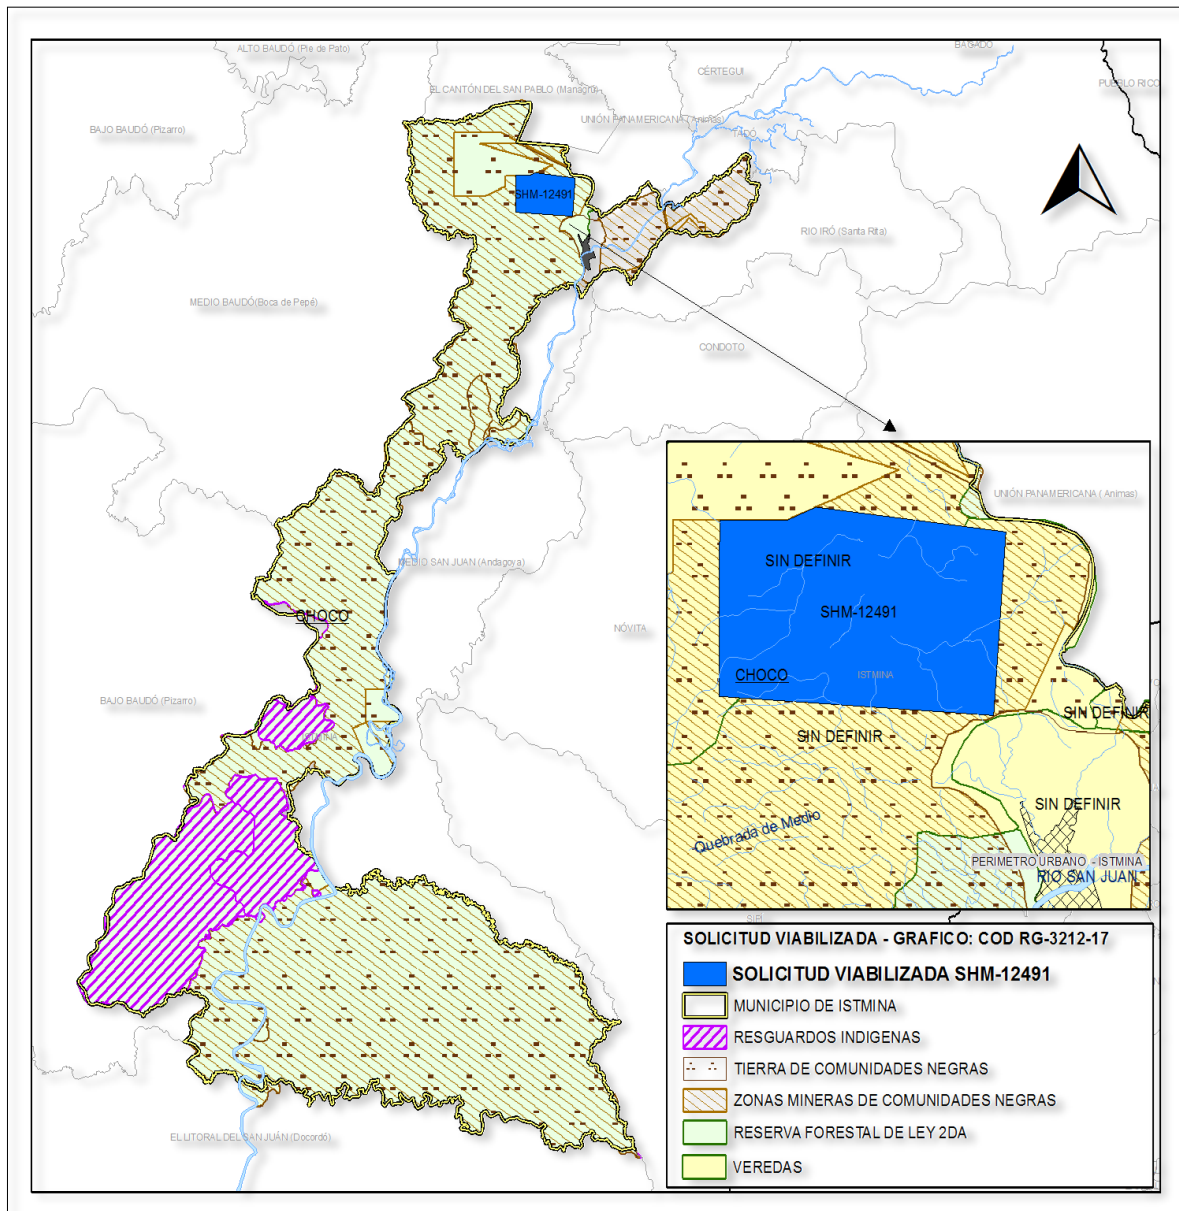 ALTO BAUDÓ (Pie de Pato)
BAGADÓ
CÉRTEGUI
PUEBLO RICO
EL CANTÓN DEL SAN PABLO (Managrú)
BAJO BAUDÓ (Pizarro)
UNIÓN PANAMERICANA (Animas)
TADÓ
SHM-12491
RIO IRÓ (Santa Rita)
MEDIO BAUDÓ(Boca de Pepé)
CONDOTO
MEDIO SAN JUAN (Andagoya)
CHOCO
NÓVITA
BAJO BAUDÓ (Pizarro)
ISTMINA
EL LITORAL DEL SAN JUÁN (Docordó)
SIPÍ
UNIÓN PANAMERICANA ( Animas)
SIN DEFINIR
SHM-12491
CHOCO
ISTMINA
SIN DEFINIR
SIN DEFINIR
SIN DEFINIR
Quebrada de Medio
PERIMETRO URBANO - ISTMINA
RIO SAN JUAN
SOLICITUD VIABILIZADA - GRAFICO: COD RG-3212-17
SOLICITUD VIABILIZADA SHM-12491
MUNICIPIO DE ISTMINA
RESGUARDOS INDIGENAS
TIERRA DE COMUNIDADES NEGRAS
ZONAS MINERAS DE COMUNIDADES NEGRAS
RESERVA FORESTAL DE LEY 2DA
VEREDAS